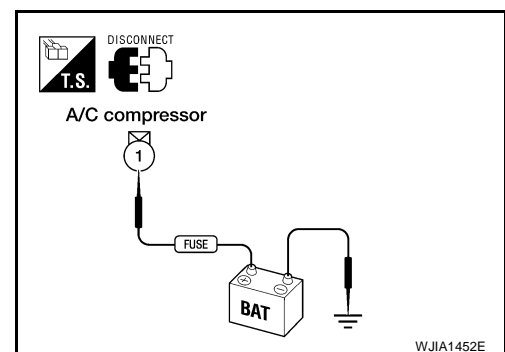 DISCONNECT
T.S.
A/C compressor
1
FUSE
+ −
BAT
WJIA1452E